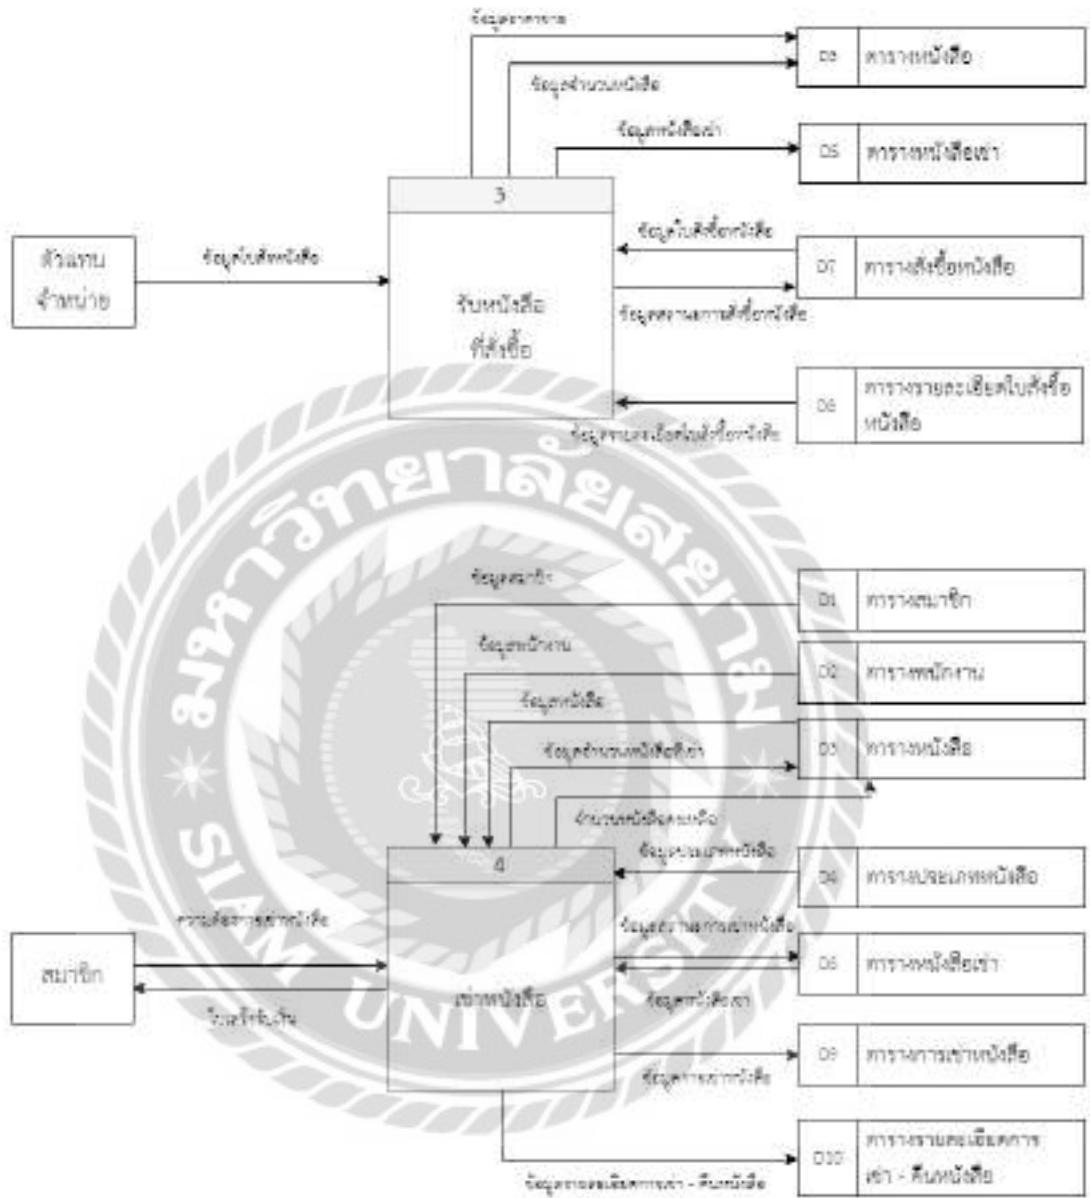 ข้อมูลราคาขาย
D3 ตารางหนังสือ
ข้อมูลจำนวนหนังสือ
ข้อมูลหนังสือเช่า
D5 ตารางหนังสือเช่า
3
ตัวแทน
จำหน่าย
ข้อมูลใบส่งหนังสือ
รับหนังสือ
ที่สั่งซื้อ
ข้อมูลใบสั่งซื้อหนังสือ
D7 ตารางสั่งซื้อหนังสือ
ข้อมูลสถานะการสั่งซื้อหนังสือ
ตารางรายละเอียดใบสั่งซื้อ
หนังสือ
ข้อมูลรายละเอียดใบสั่งซื้อหนังสือ
มหาวิทยาลัยสยาม
SIAM UNIVERSITY
ข้อมูลสมาชิก
D1 ตารางสมาชิก
ข้อมูลพนักงาน
D2 ตารางพนักงาน
ข้อมูลหนังสือ
D3 ตารางหนังสือ
ข้อมูลจำนวนหนังสือที่เช่า
จำนวนหนังสือคงเหลือ
4
ข้อมูลประเภทหนังสือ
D4 ตารางประเภทหนังสือ
สมาชิก
ความต้องการเช่าหนังสือ
ใบเสร็จรับเงิน
เช่าหนังสือ
ข้อมูลสถานะการเช่าหนังสือ
ตารางหนังสือเช่า
ข้อมูลหนังสือเช่า
D9 ตารางการเช่าหนังสือ
ข้อมูลการเช่าหนังสือ
D10 ตารางรายละเอียดการ
เช่า - คืนหนังสือ
ข้อมูลรายละเอียดการเช่า - คืนหนังสือ